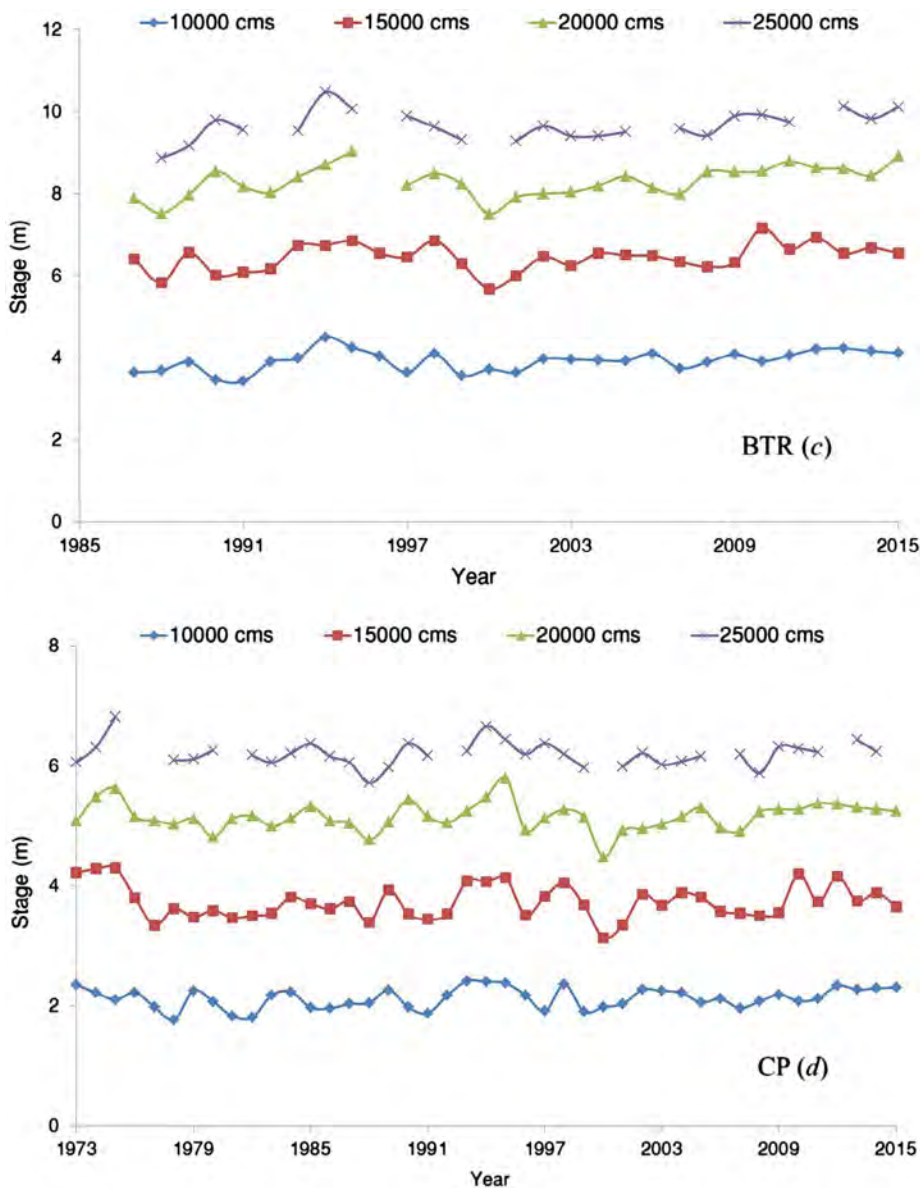 10000 cms 15000 cms 20000 cms 25000 cms
12
10
8
6
4
2
0
Stage (m)
BTR (c)
1985 1991 1997 2003 2009 2015
Year
10000 cms 15000 cms 20000 cms 25000 cms
8
6
4
2
0
Stage (m)
CP (d)
1973 1979 1985 1991 1997 2003 2009 2015
Year